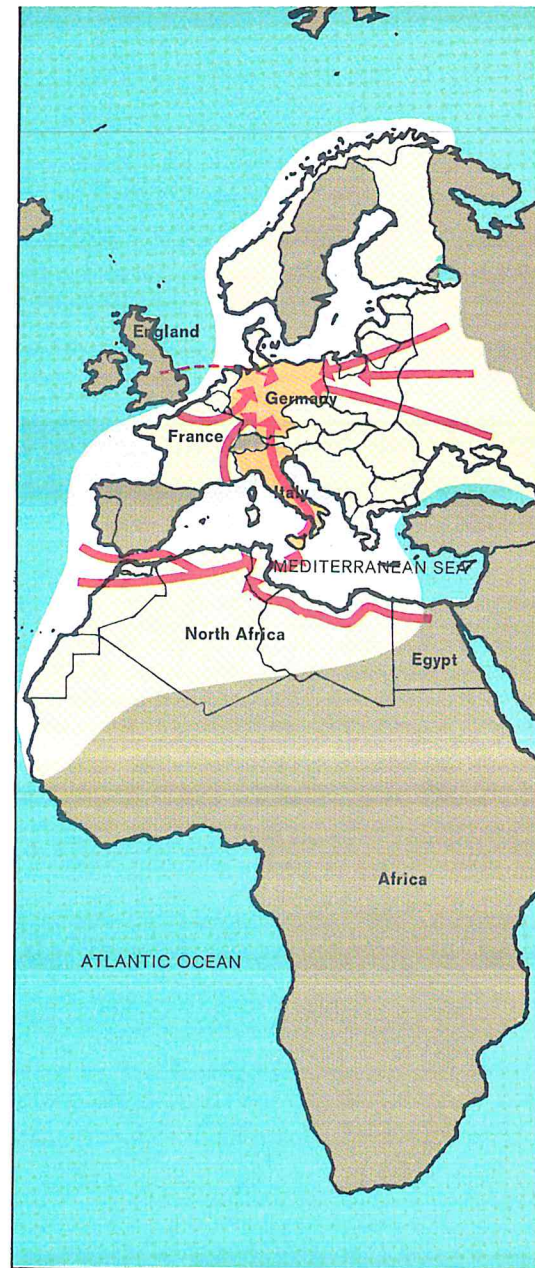 England
Germany
France
Italy
MEDITERRANEAN SEA
North Africa
Egypt
Africa
ATLANTIC OCEAN